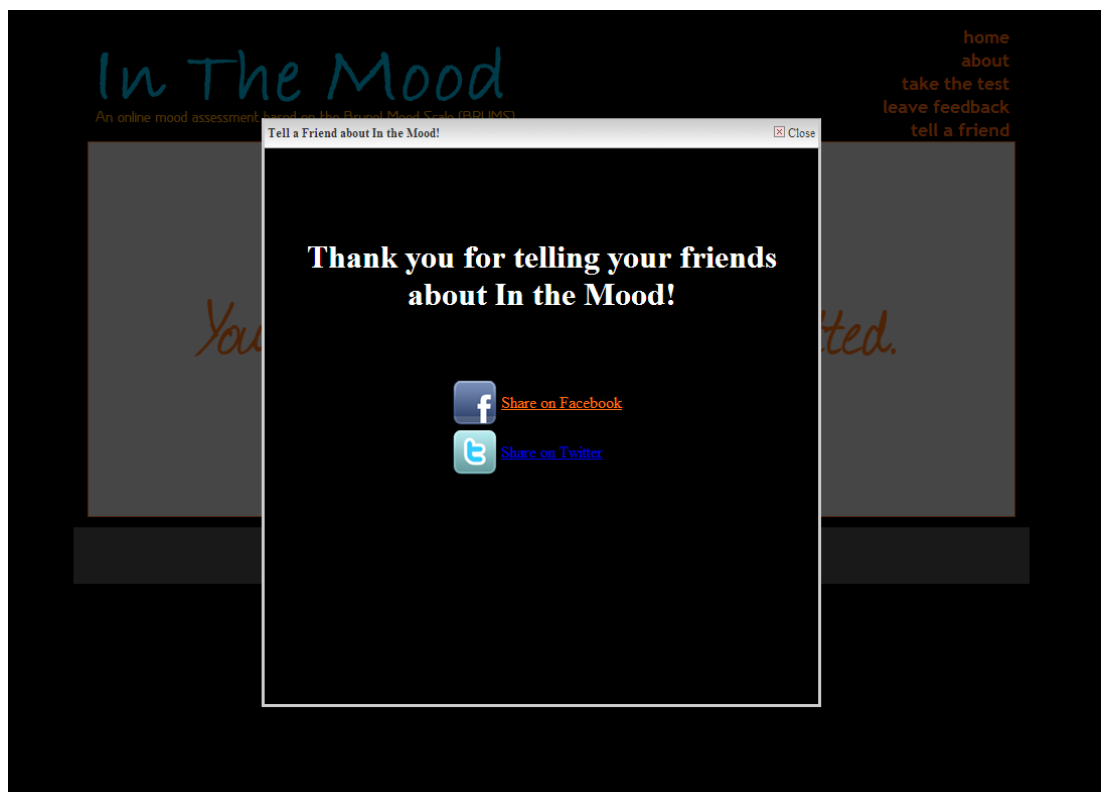 In The Mood
An online mood assessment based on the Brunel Mood Scale (BRUMS)
home
about
take the test
leave feedback
tell a friend
Tell a Friend about In the Mood!
Close
Thank you for telling your friends
about In the Mood!
Share on Facebook
Share on Twitter